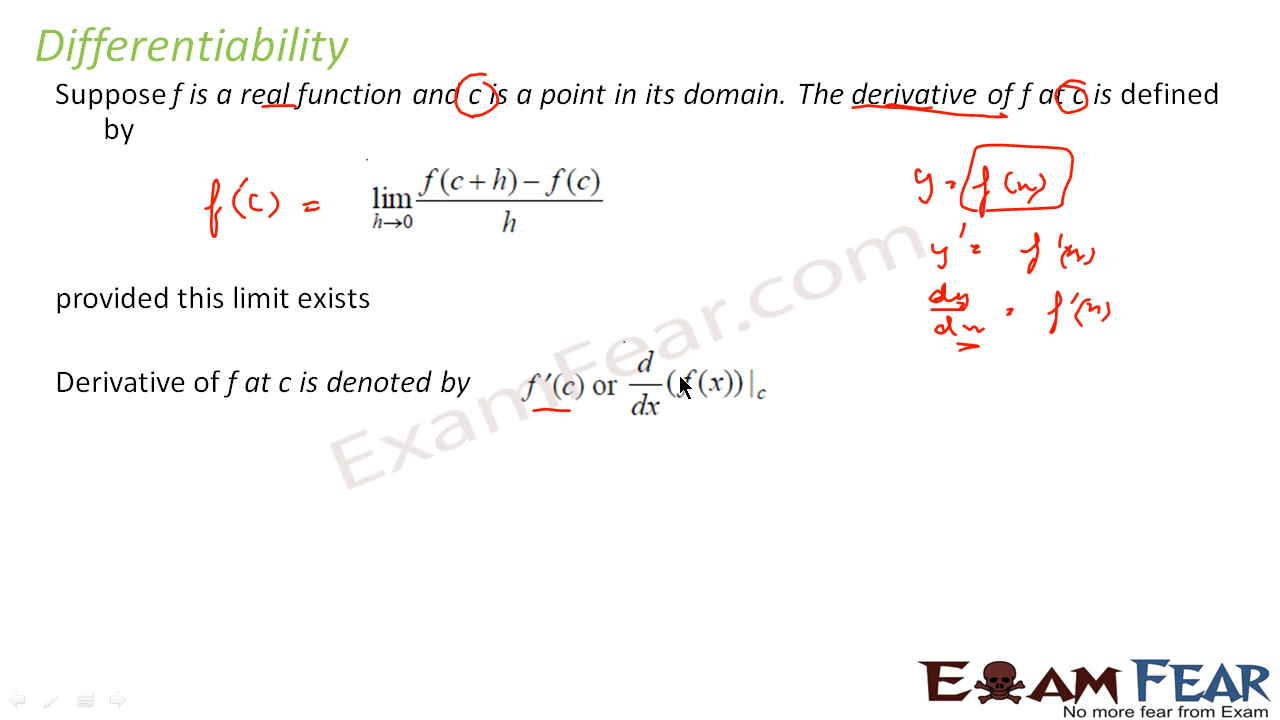 Differentiability
Suppose f is a real function and c is a point in its domain. The derivative of f at c is defined
by
f'(c) = lim h→0 f(c + h) − f(c) / h
y = f(x)
y' = f'(x)
dy/dx = f'(x)
provided this limit exists
Derivative of f at c is denoted by f′(c) or d/dx (f(x))|c
ExamFear.com
EXAM FEAR
No more fear from Exam